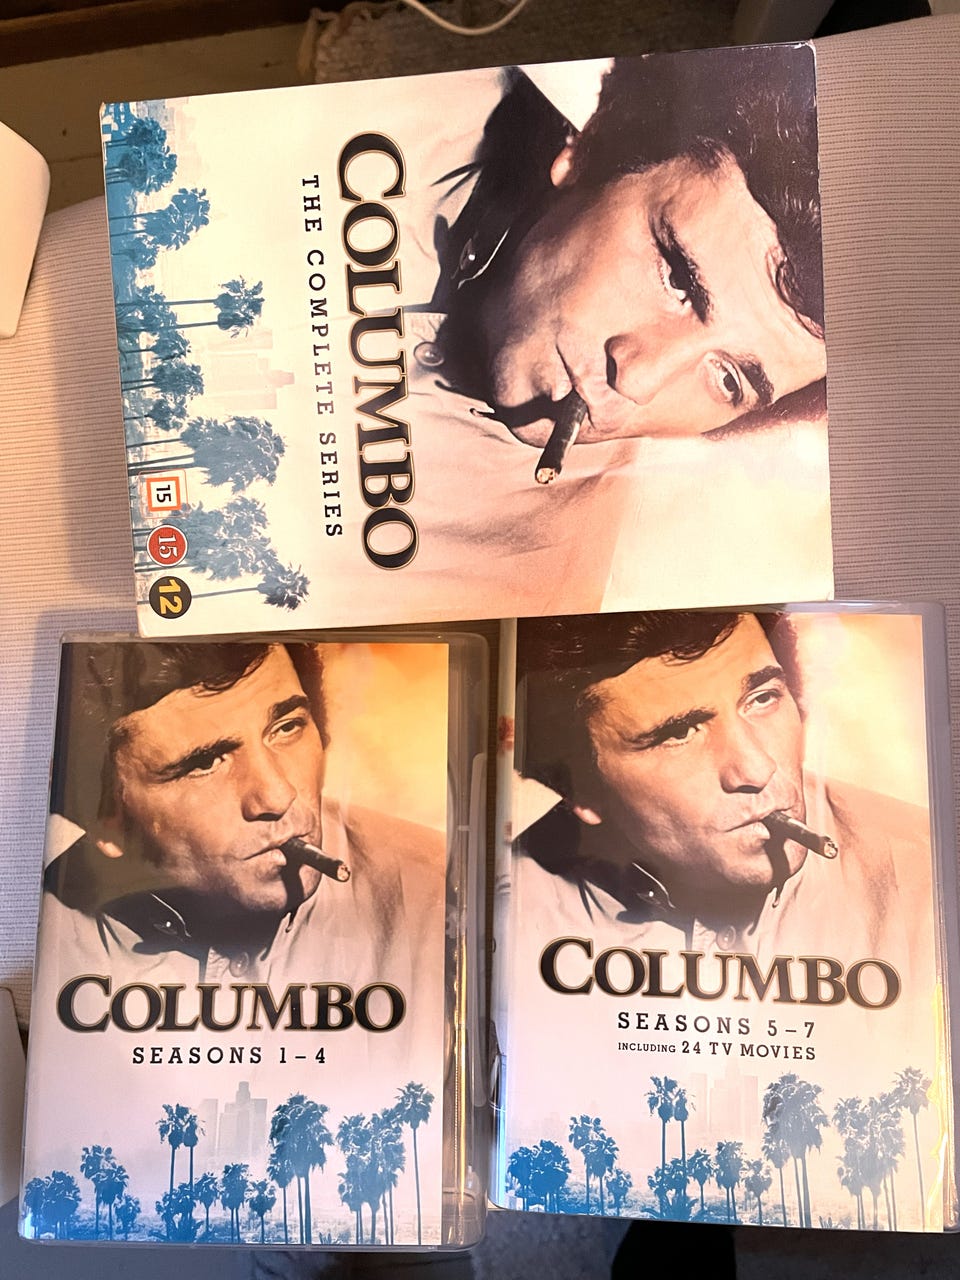 COLUMBO
THE COMPLETE SERIES
15
15
12
COLUMBO
SEASONS 1–4
COLUMBO
SEASONS 5–7
INCLUDING 24 TV MOVIES